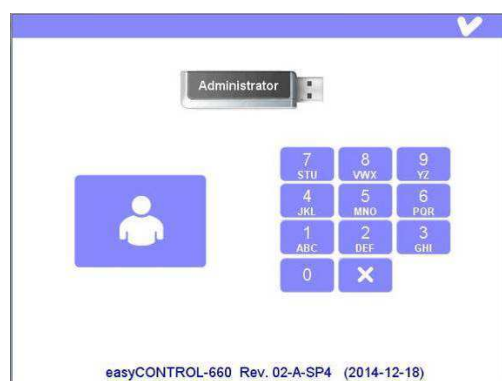 Administrator
7 8 9
STU VWX YZ
4 5 6
JKL MNO PQR
1 2 3
ABC DEF GHI
0
easyCONTROL-660 Rev. 02-A-SP4 (2014-12-18)